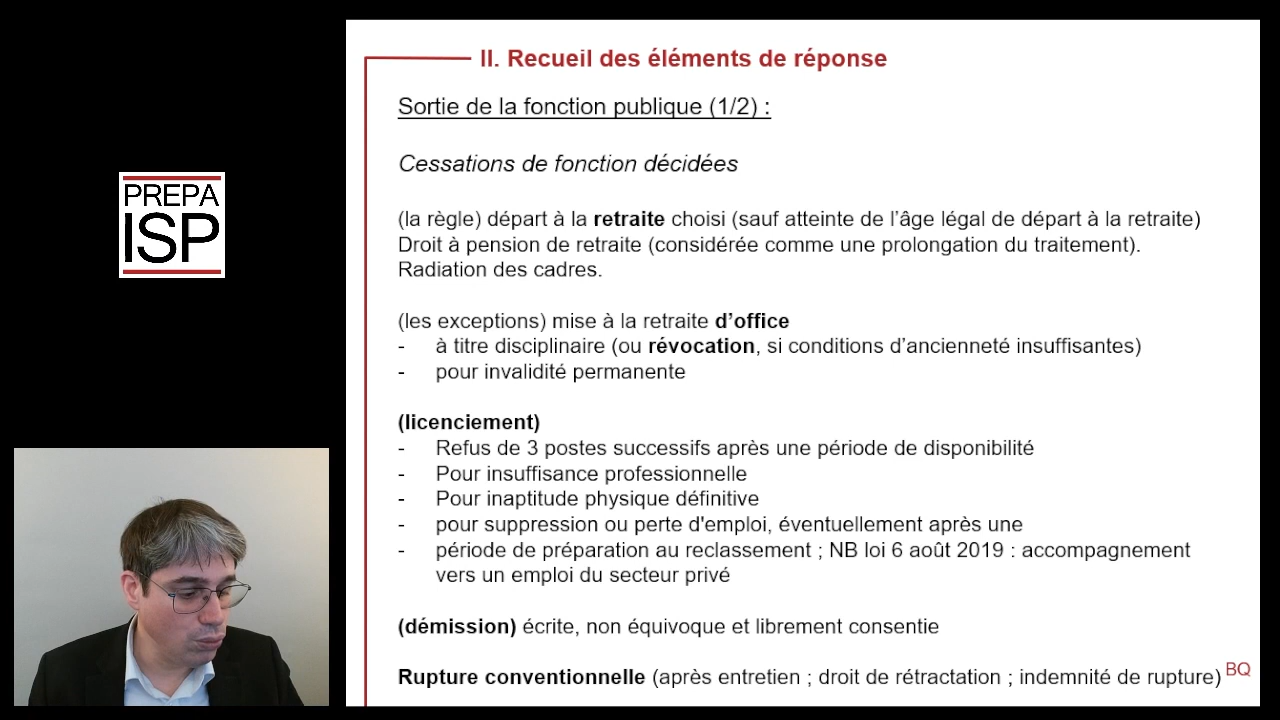 II. Recueil des éléments de réponse
Sortie de la fonction publique (1/2) :
Cessations de fonction décidées
(la règle) départ à la retraite choisi (sauf atteinte de l'âge légal de départ à la retraite)
Droit à pension de retraite (considérée comme une prolongation du traitement).
Radiation des cadres.
(les exceptions) mise à la retraite d'office
- à titre disciplinaire (ou révocation, si conditions d'ancienneté insuffisantes)
- pour invalidité permanente
(licenciement)
- Refus de 3 postes successifs après une période de disponibilité
- Pour insuffisance professionnelle
- Pour inaptitude physique définitive
- pour suppression ou perte d'emploi, éventuellement après une
- période de préparation au reclassement ; NB loi 6 août 2019 : accompagnement
vers un emploi du secteur privé
(démission) écrite, non équivoque et librement consentie
Rupture conventionnelle (après entretien ; droit de rétractation ; indemnité de rupture)
BQ
PREPA
ISP